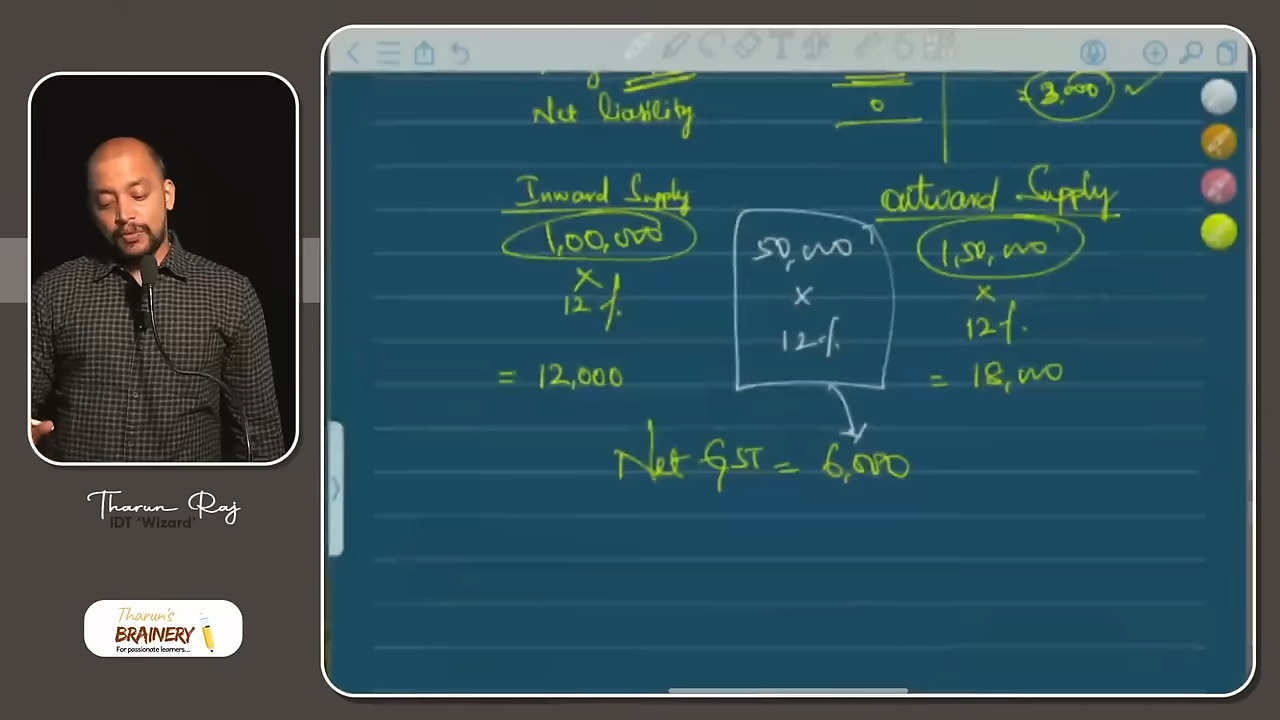 = 3,000
Net liability 0
Inward Supply
1,00,000
x
12%
= 12,000
50,000
x
12%
Outward Supply
1,50,000
x
12%
= 18,000
Net GST = 6,000
Tharun Raj
IDT 'Wizard'
Tharun's
BRAINERY
For passionate learners...